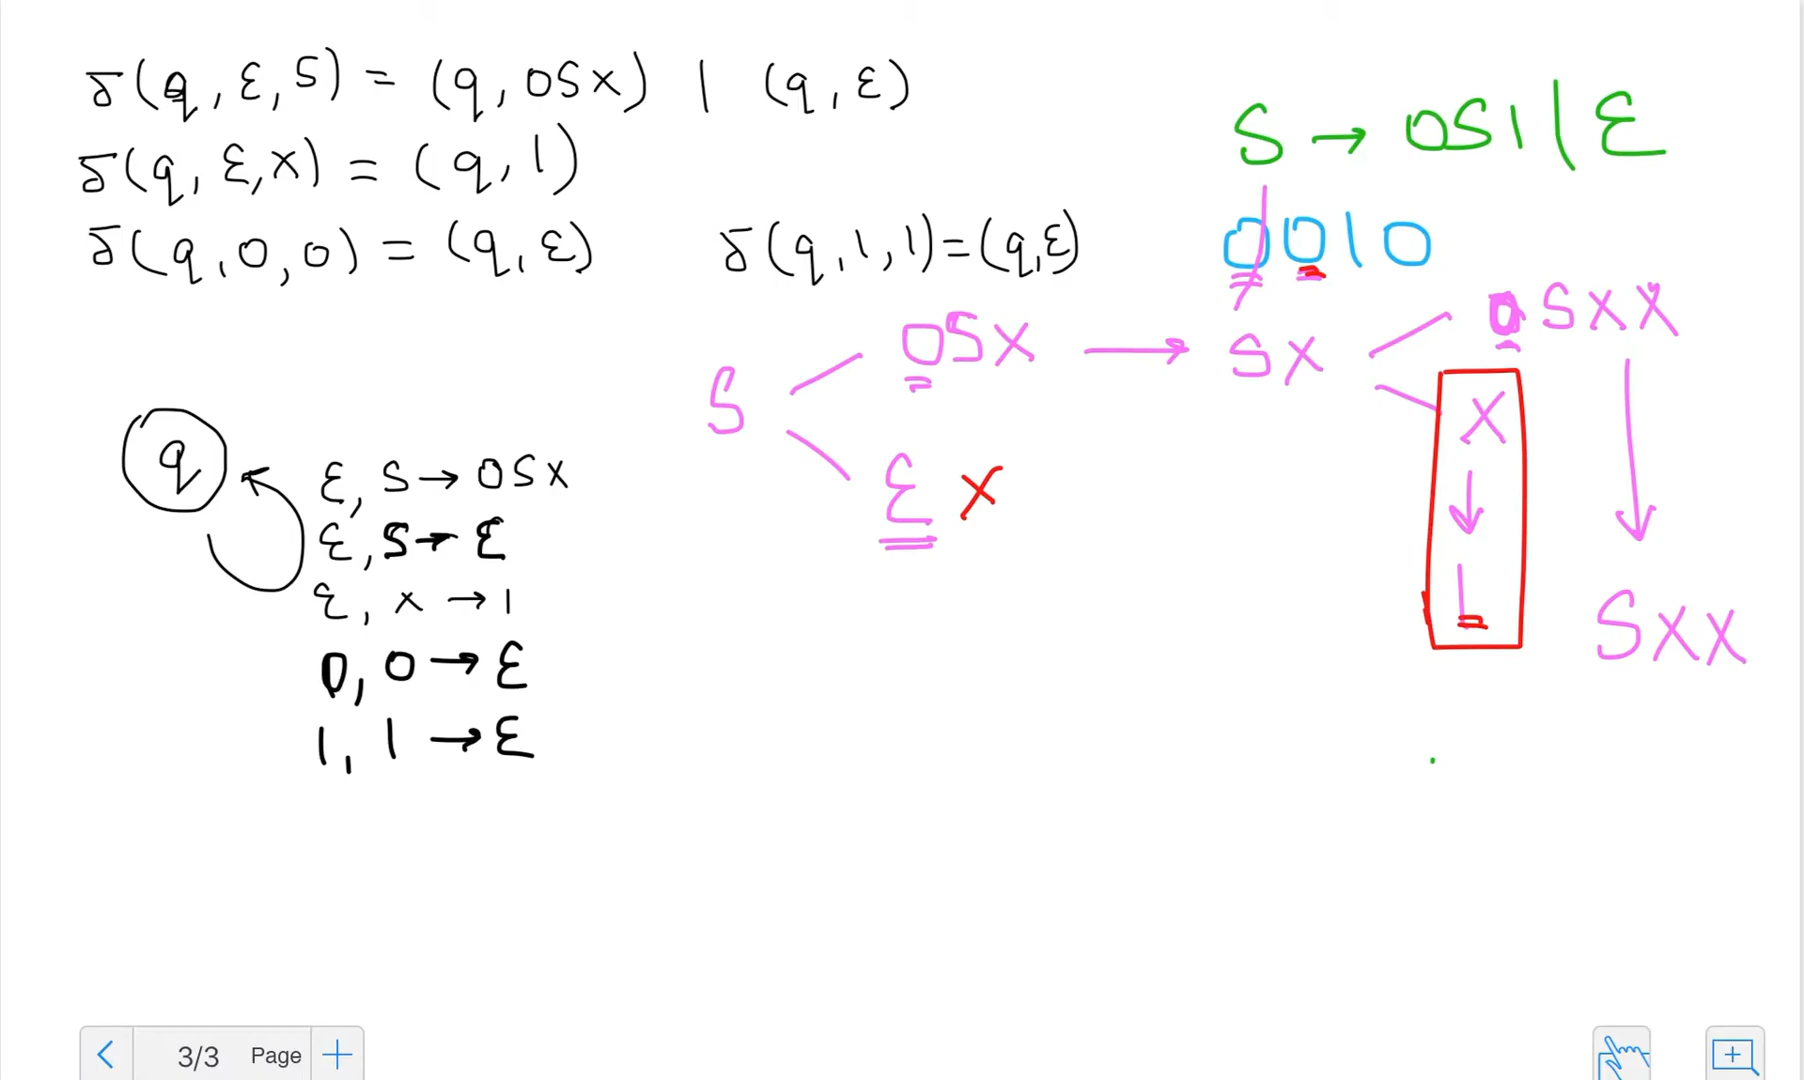 δ(q, ε, S) = (q, 0SX) | (q, ε)
δ(q, ε, X) = (q, 1)
δ(q, 0, 0) = (q, ε)
δ(q, 1, 1) = (q, ε)
S → 0S1 | ε
0010
S
0SX
ε X
SX
0SXX
X
1
SXX
q
ε, S → 0SX
ε, S → ε
ε, X → 1
0, 0 → ε
1, 1 → ε
3/3 Page